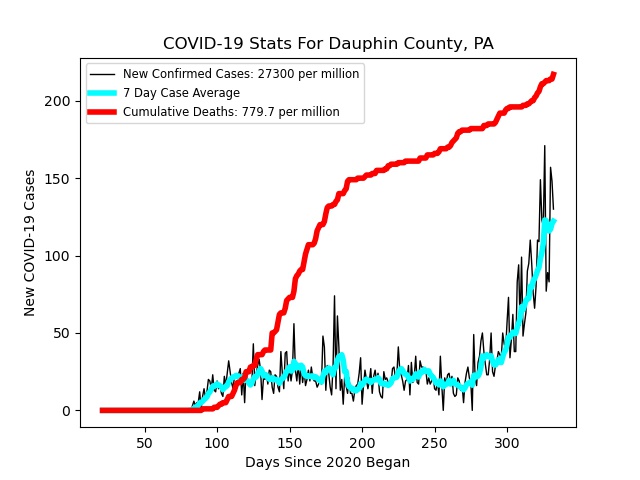 COVID-19 Stats For Dauphin County, PA
New Confirmed Cases: 27300 per million
7 Day Case Average
Cumulative Deaths: 779.7 per million
New COVID-19 Cases
200
150
100
50
0
50 100 150 200 250 300
Days Since 2020 Began